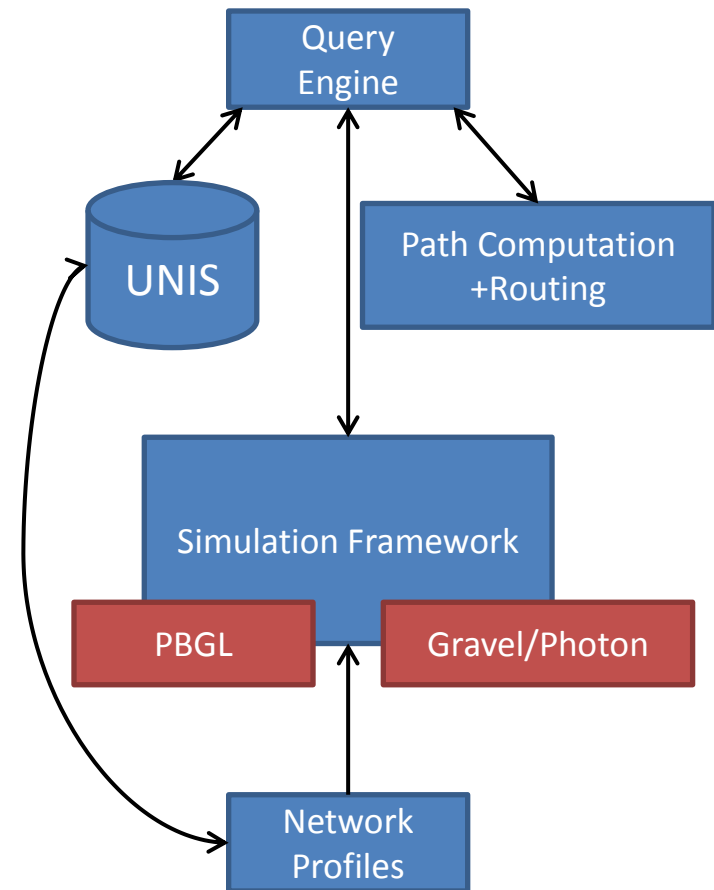 Query
Engine
UNIS
Path Computation
+Routing
Simulation Framework
PBGL
Gravel/Photon
Network
Profiles